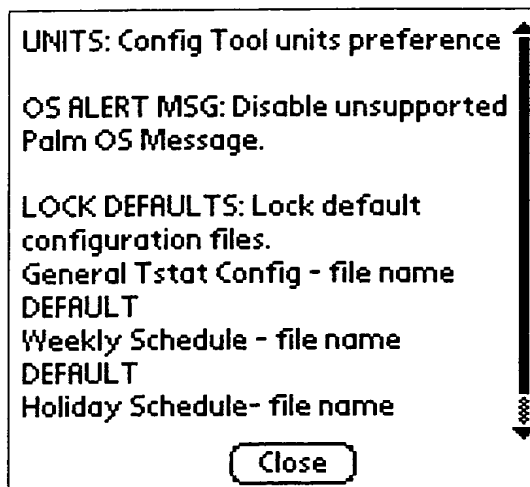 UNITS: Config Tool units preference
OS ALERT MSG: Disable unsupported
Palm OS Message.
LOCK DEFAULTS: Lock default
configuration files.
General Tstat Config - file name
DEFAULT
Weekly Schedule - file name
DEFAULT
Holiday Schedule- file name
Close